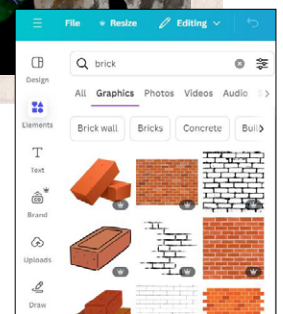 File Resize Editing
brick
Design
All Graphics Photos Videos Audio
Elements
Brick wall Bricks Concrete Buil
Text
Brand
Uploads
Draw